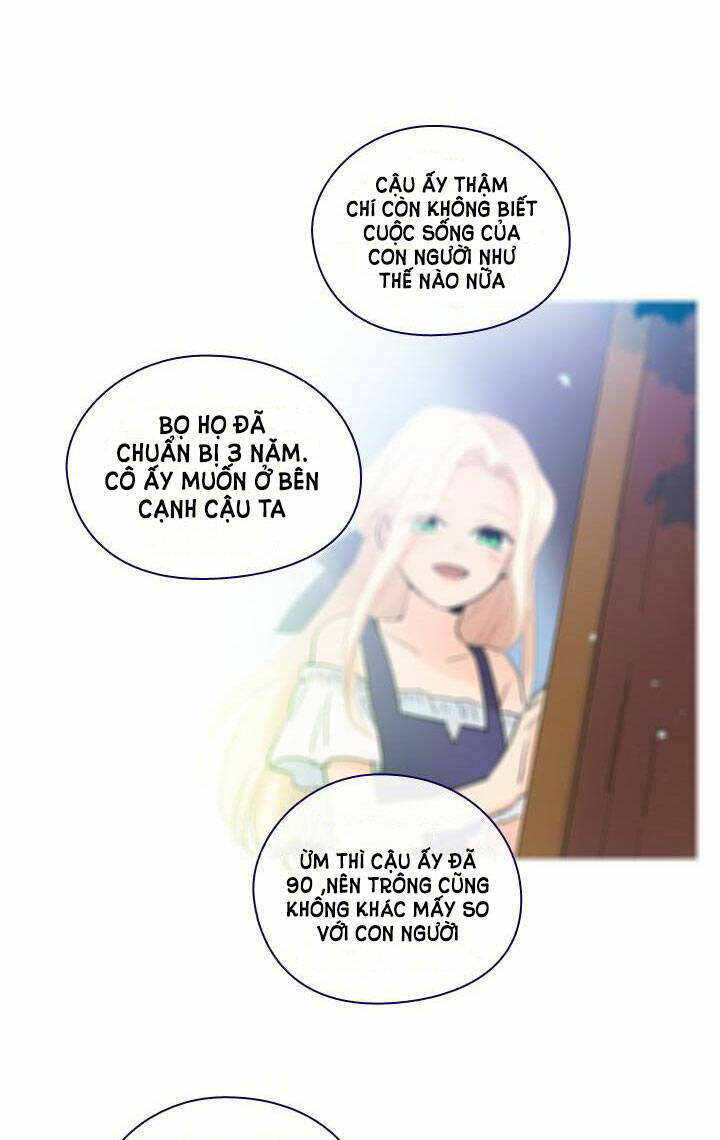 CẬU ẤY THẬM
CHÍ CÒN KHÔNG BIẾT
CUỘC SỐNG CỦA
CON NGƯỜI NHƯ
THẾ NÀO NỮA
BỌ HỌ ĐÃ
CHUẨN BỊ 3 NĂM.
CÔ ẤY MUỐN Ở BÊN
CẠNH CẬU TA
ỪM THÌ CẬU ẤY ĐÃ
90 ,NÊN TRÔNG CŨNG
KHÔNG KHÁC MẤY SO
VỚI CON NGƯỜI